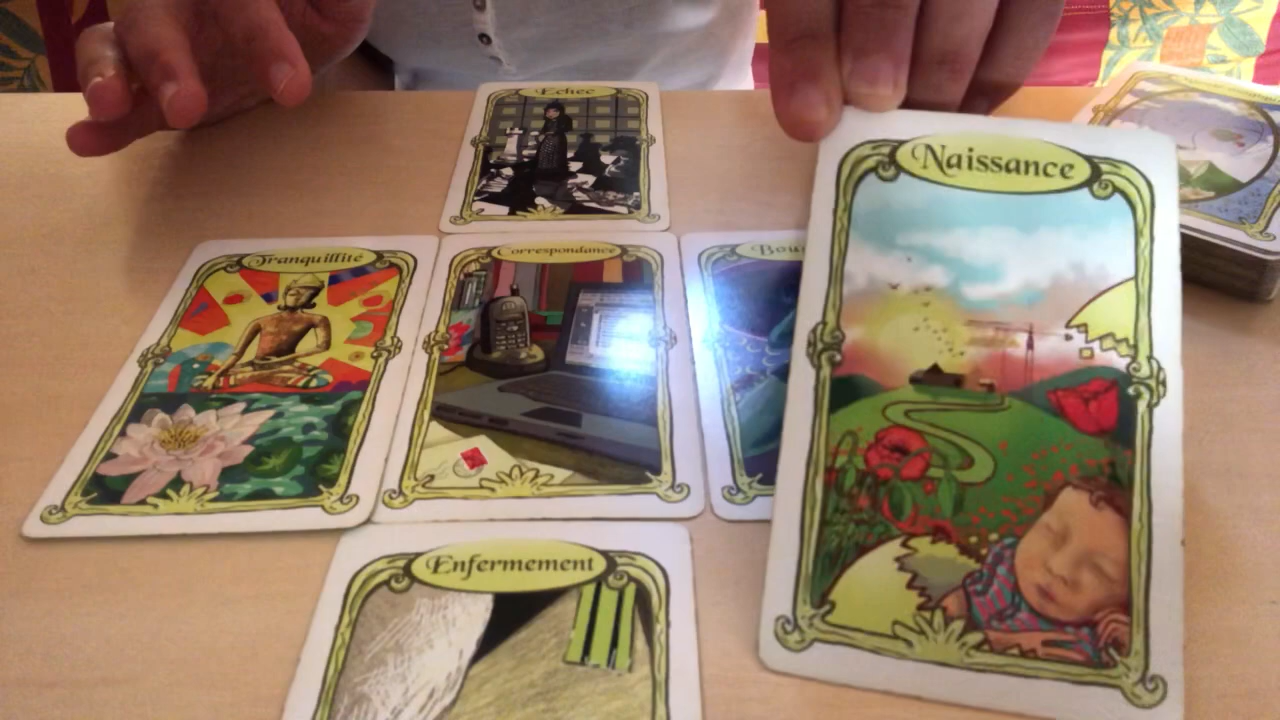 Echec
Naissance
Tranquillité
Correspondance
Enfermement